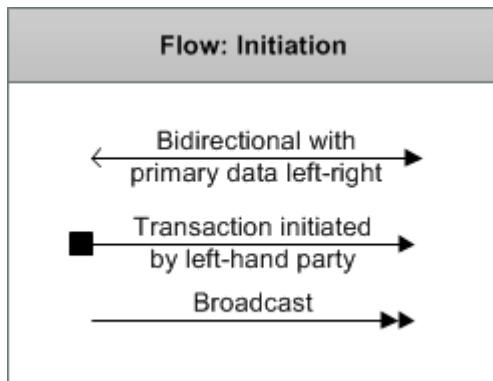 Flow: Initiation
Bidirectional with
primary data left-right
Transaction initiated
by left-hand party
Broadcast